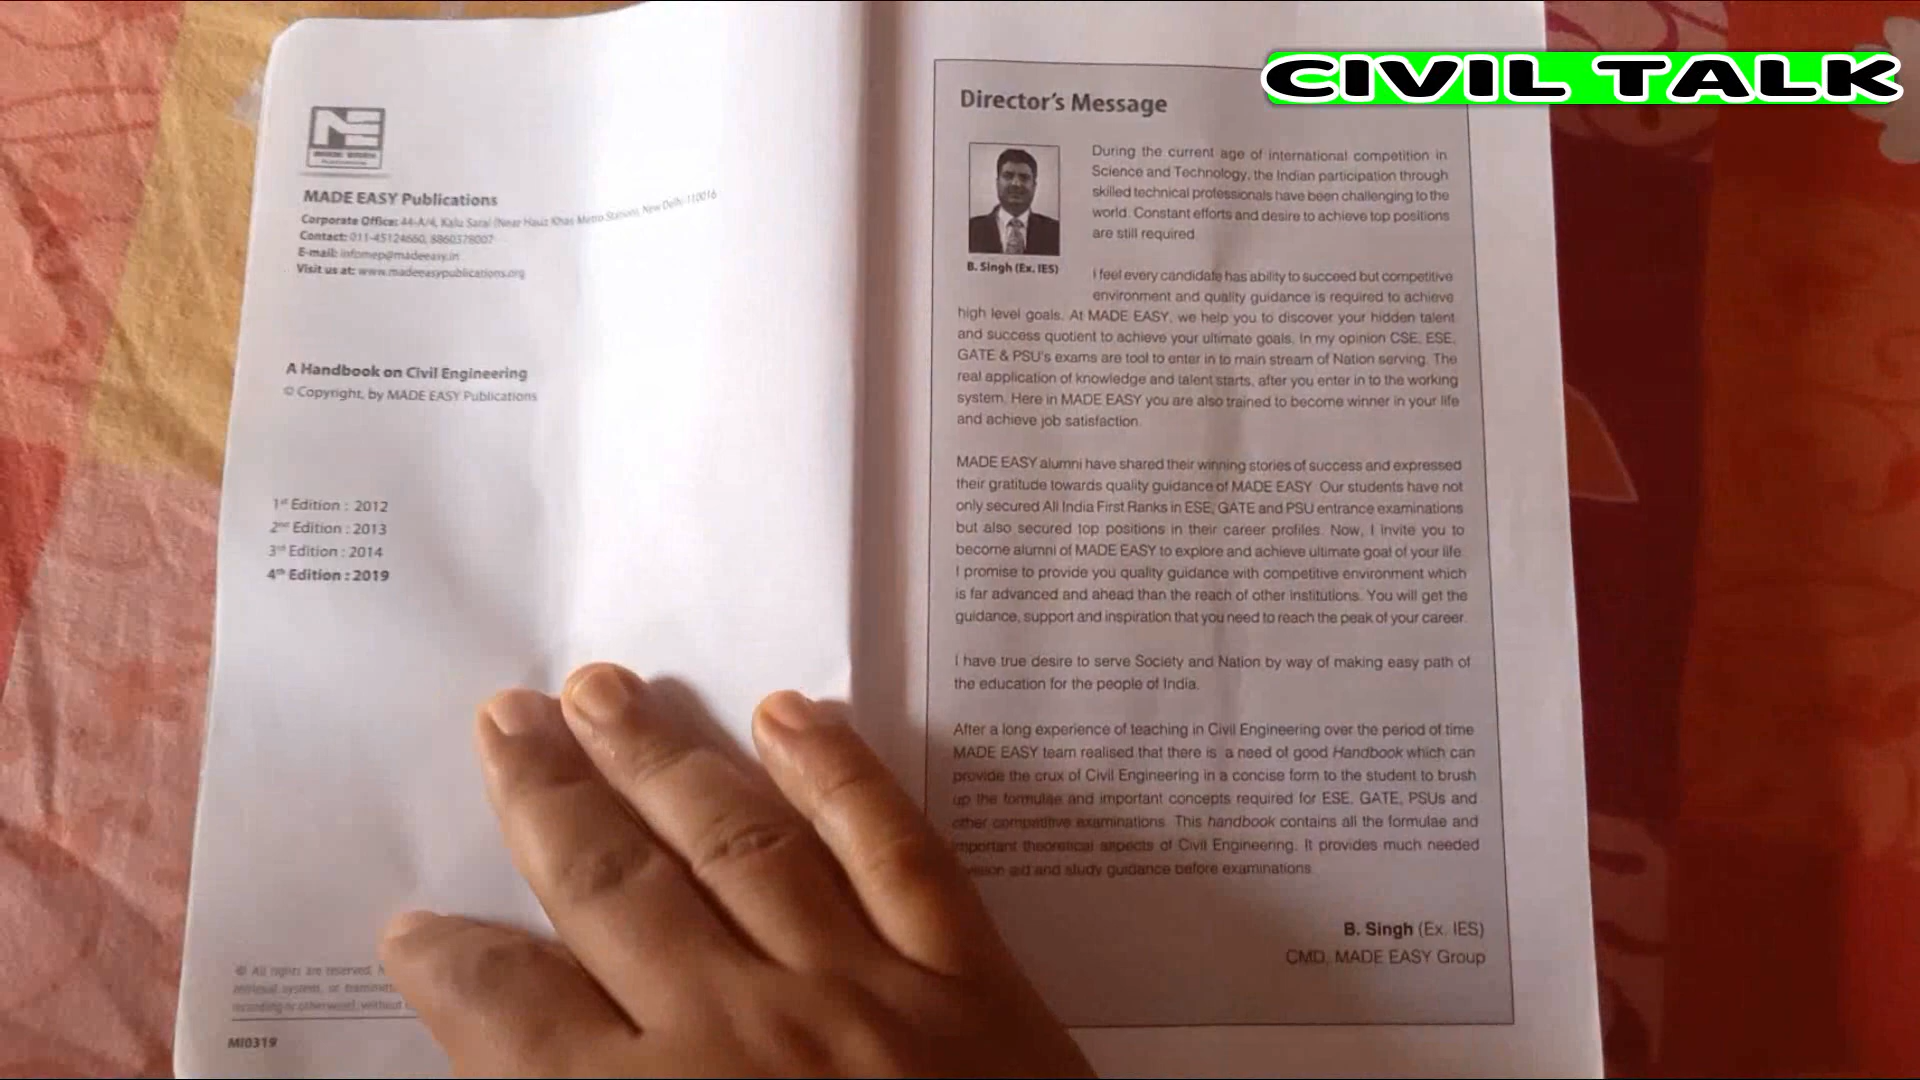 CIVIL TALK
MADE EASY
MADE EASY Publications
Corporate Office: 44-A/4, Kalu Sarai (Near Hauz Khas Metro Station), New Delhi-110016
Contact: 011-45124660, 8860378007
E-mail: infomep@madeeasy.in
Visit us at: www.madeeasypublications.org
A Handbook on Civil Engineering
© Copyright, by MADE EASY Publications
1st Edition : 2012
2nd Edition : 2013
3rd Edition : 2014
4th Edition : 2019
© All rights are reserved.
retrieval system, or transmit
recording or otherwise), without
MI0319
Director's Message
During the current age of international competition in
Science and Technology, the Indian participation through
skilled technical professionals have been challenging to the
world. Constant efforts and desire to achieve top positions
are still required.
B. Singh (Ex. IES)
I feel every candidate has ability to succeed but competitive
environment and quality guidance is required to achieve
high level goals. At MADE EASY, we help you to discover your hidden talent
and success quotient to achieve your ultimate goals. In my opinion CSE, ESE,
GATE & PSU's exams are tool to enter in to main stream of Nation serving. The
real application of knowledge and talent starts, after you enter in to the working
system. Here in MADE EASY you are also trained to become winner in your life
and achieve job satisfaction.
MADE EASY alumni have shared their winning stories of success and expressed
their gratitude towards quality guidance of MADE EASY. Our students have not
only secured All India First Ranks in ESE, GATE and PSU entrance examinations
but also secured top positions in their career profiles. Now, I invite you to
become alumni of MADE EASY to explore and achieve ultimate goal of your life.
I promise to provide you quality guidance with competitive environment which
is far advanced and ahead than the reach of other institutions. You will get the
guidance, support and inspiration that you need to reach the peak of your career.
I have true desire to serve Society and Nation by way of making easy path of
the education for the people of India.
After a long experience of teaching in Civil Engineering over the period of time
MADE EASY team realised that there is a need of good Handbook which can
provide the crux of Civil Engineering in a concise form to the student to brush
up the formulae and important concepts required for ESE, GATE, PSUs and
other competitive examinations. This handbook contains all the formulae and
important theoretical aspects of Civil Engineering. It provides much needed
aid and study guidance before examinations.
B. Singh (Ex. IES)
CMD, MADE EASY Group